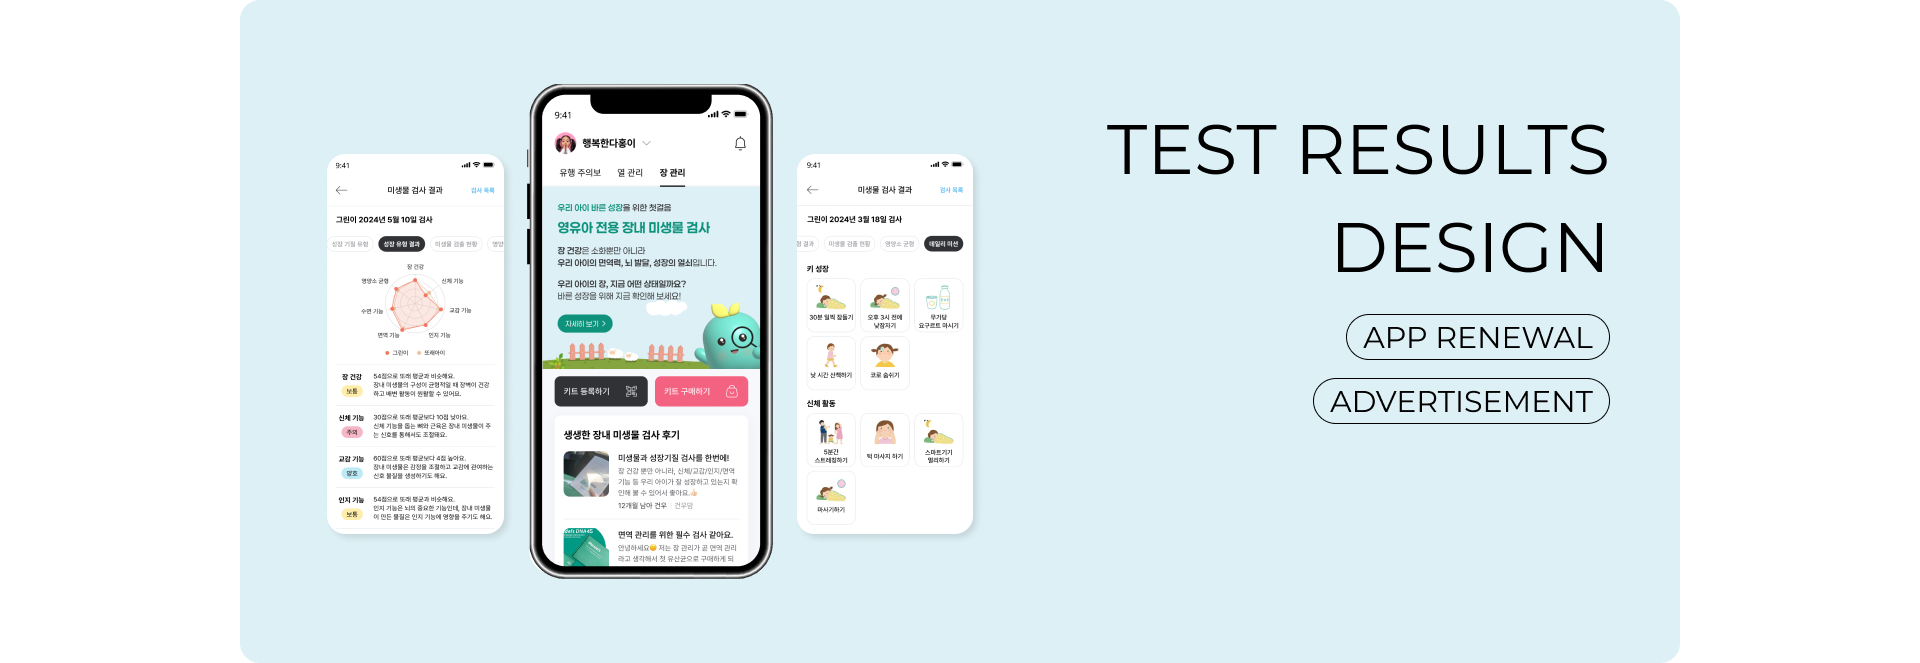 9:41
미생물 검사 결과
검사 목록
그린이 2024년 5월 10일 검사
성장 기질 유형
성장 유형 결과
미생물 검출 현황
영양
장 건강
영양소 균형
신체 기능
수면 기능
교감 기능
면역 기능
인지 기능
그린이
또래아이
장 건강
보통
54점으로 또래 평균과 비슷해요.
장내 미생물의 구성이 균형적일 때 장벽이 건강
하고 배변 활동이 원활할 수 있어요.
신체 기능
주의
30점으로 또래 평균보다 10점 낮아요.
신체 기능을 돕는 뼈와 근육은 장내 미생물이 주
는 신호를 통해서도 조절돼요.
교감 기능
양호
60점으로 또래 평균보다 4점 높아요.
장내 미생물은 감정을 조절하고 교감에 관여하는
신호 물질을 생성하기도 해요.
인지 기능
보통
54점으로 또래 평균과 비슷해요.
인지 기능은 뇌의 중요한 기능인데, 장내 미생물
이 만든 물질은 인지 기능에 영향을 주기도 해요.
9:41
행복한다홍이
유행 주의보
열 관리
장 관리
우리 아이 바른 성장을 위한 첫걸음
영유아 전용 장내 미생물 검사
장 건강은 소화뿐만 아니라
우리 아이의 면역력, 뇌 발달, 성장의 열쇠입니다.
우리 아이의 장, 지금 어떤 상태일까요?
바른 성장을 위해 지금 확인해 보세요!
자세히 보기
키트 등록하기
키트 구매하기
생생한 장내 미생물 검사 후기
미생물과 성장기질 검사를 한번에!
장 건강 뿐만 아니라, 신체/교감/인지/면역
기능 등 우리 아이가 잘 성장하고 있는지 확
인해 볼 수 있어서 좋아요.👍🏻
12개월 남아 건우
건우맘
면역 관리를 위한 필수 검사 같아요.
안녕하세요😊 저는 장 관리가 곧 면역 관리
라고 생각해서 첫 유산균으로 구매하게 되
9:41
미생물 검사 결과
검사 목록
그린이 2024년 3월 18일 검사
형 결과
미생물 검출 현황
영양소 균형
데일리 미션
키 성장
30분 일찍 잠들기
오후 3시 전에
낮잠자기
무가당
요구르트 마시기
낮 시간 산책하기
코로 숨쉬기
신체 활동
5분간
스트레칭하기
턱 마사지 하기
스마트기기
멀리하기
마사기하기
TEST RESULTS
DESIGN
APP RENEWAL
ADVERTISEMENT